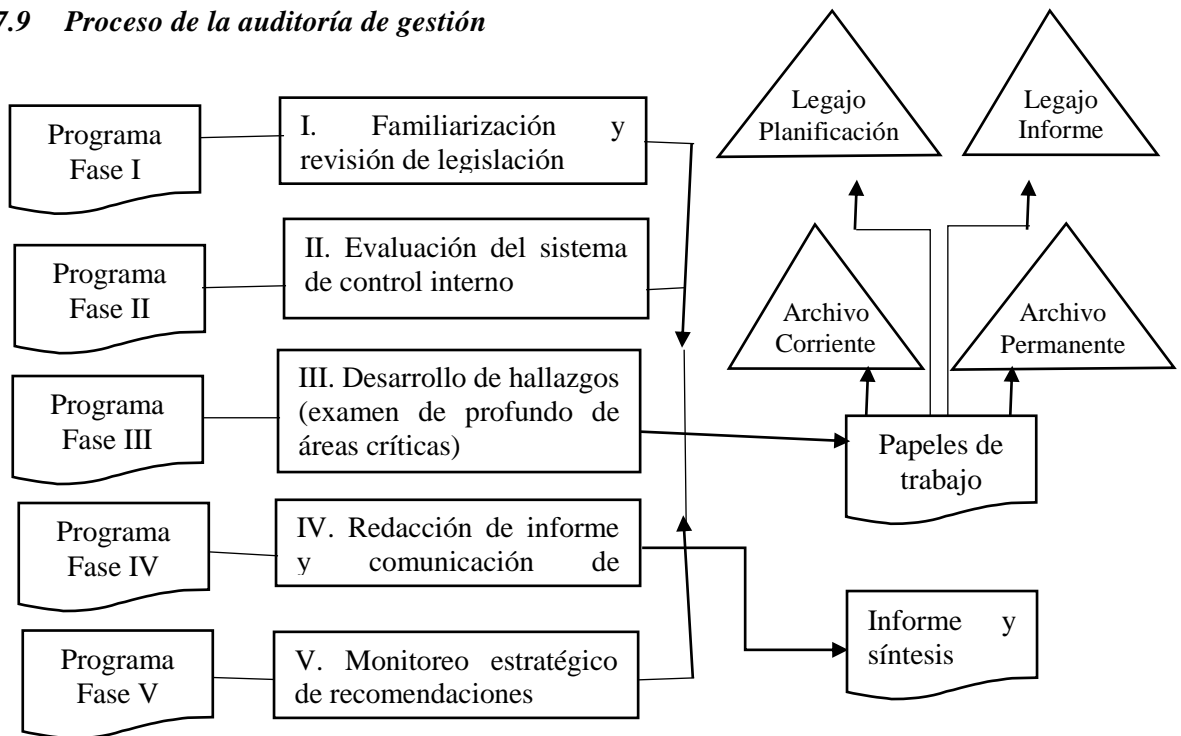 7.9 Proceso de la auditoría de gestión
Programa
Fase I
I. Familiarización y
revisión de legislación
Programa
Fase II
II. Evaluación del sistema
de control interno
Programa
Fase III
III. Desarrollo de hallazgos
(examen de profundo de
áreas críticas)
Programa
Fase IV
IV. Redacción de informe
y comunicación de
Programa
Fase V
V. Monitoreo estratégico
de recomendaciones
Legajo
Planificación
Legajo
Informe
Archivo
Corriente
Archivo
Permanente
Papeles de
trabajo
Informe y
síntesis